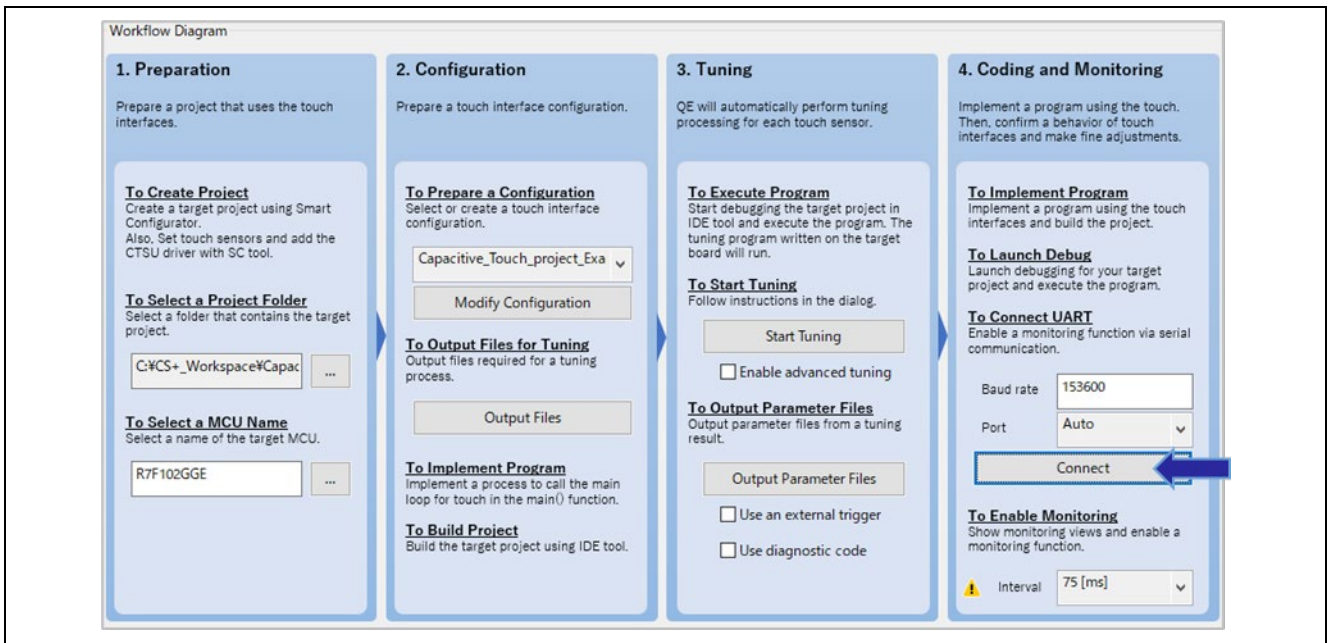 Workflow Diagram
1. Preparation
Prepare a project that uses the touch
interfaces.
To Create Project
Create a target project using Smart
Configurator.
Also, Set touch sensors and add the
CTSU driver with SC tool.
To Select a Project Folder
Select a folder that contains the target
project.
C:¥CS+_Workspace¥Capac
...
To Select a MCU Name
Select a name of the target MCU.
R7F102GGE
...
2. Configuration
Prepare a touch interface configuration.
To Prepare a Configuration
Select or create a touch interface
configuration.
Capacitive_Touch_project_Exa
Modify Configuration
To Output Files for Tuning
Output files required for a tuning
process.
Output Files
To Implement Program
Implement a process to call the main
loop for touch in the main() function.
To Build Project
Build the target project using IDE tool.
3. Tuning
QE will automatically perform tuning
processing for each touch sensor.
To Execute Program
Start debugging the target project in
IDE tool and execute the program. The
tuning program written on the target
board will run.
To Start Tuning
Follow instructions in the dialog.
Start Tuning
Enable advanced tuning
To Output Parameter Files
Output parameter files from a tuning
result.
Output Parameter Files
Use an external trigger
Use diagnostic code
4. Coding and Monitoring
Implement a program using the touch.
Then, confirm a behavior of touch
interfaces and make fine adjustments.
To Implement Program
Implement a program using the touch
interfaces and build the project.
To Launch Debug
Launch debugging for your target
project and execute the program.
To Connect UART
Enable a monitoring function via serial
communication.
Baud rate 153600
Port Auto
Connect
To Enable Monitoring
Show monitoring views and enable a
monitoring function.
Interval 75 [ms]